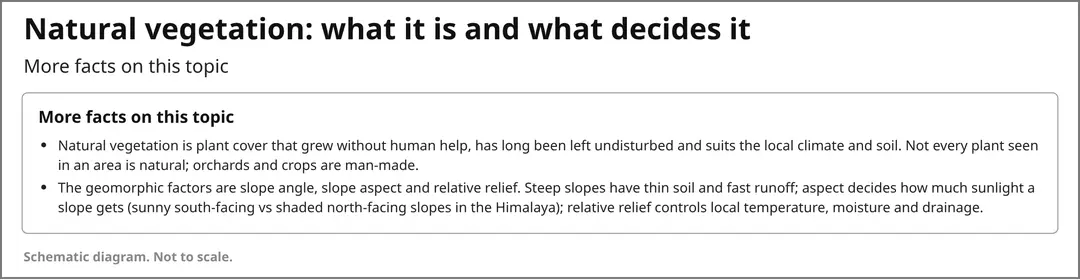 Natural vegetation: what it is and what decides it
More facts on this topic
More facts on this topic
• Natural vegetation is plant cover that grew without human help, has long been left undisturbed and suits the local climate and soil. Not every plant seen
in an area is natural; orchards and crops are man-made.
• The geomorphic factors are slope angle, slope aspect and relative relief. Steep slopes have thin soil and fast runoff; aspect decides how much sunlight a
slope gets (sunny south-facing vs shaded north-facing slopes in the Himalaya); relative relief controls local temperature, moisture and drainage.
Schematic diagram. Not to scale.